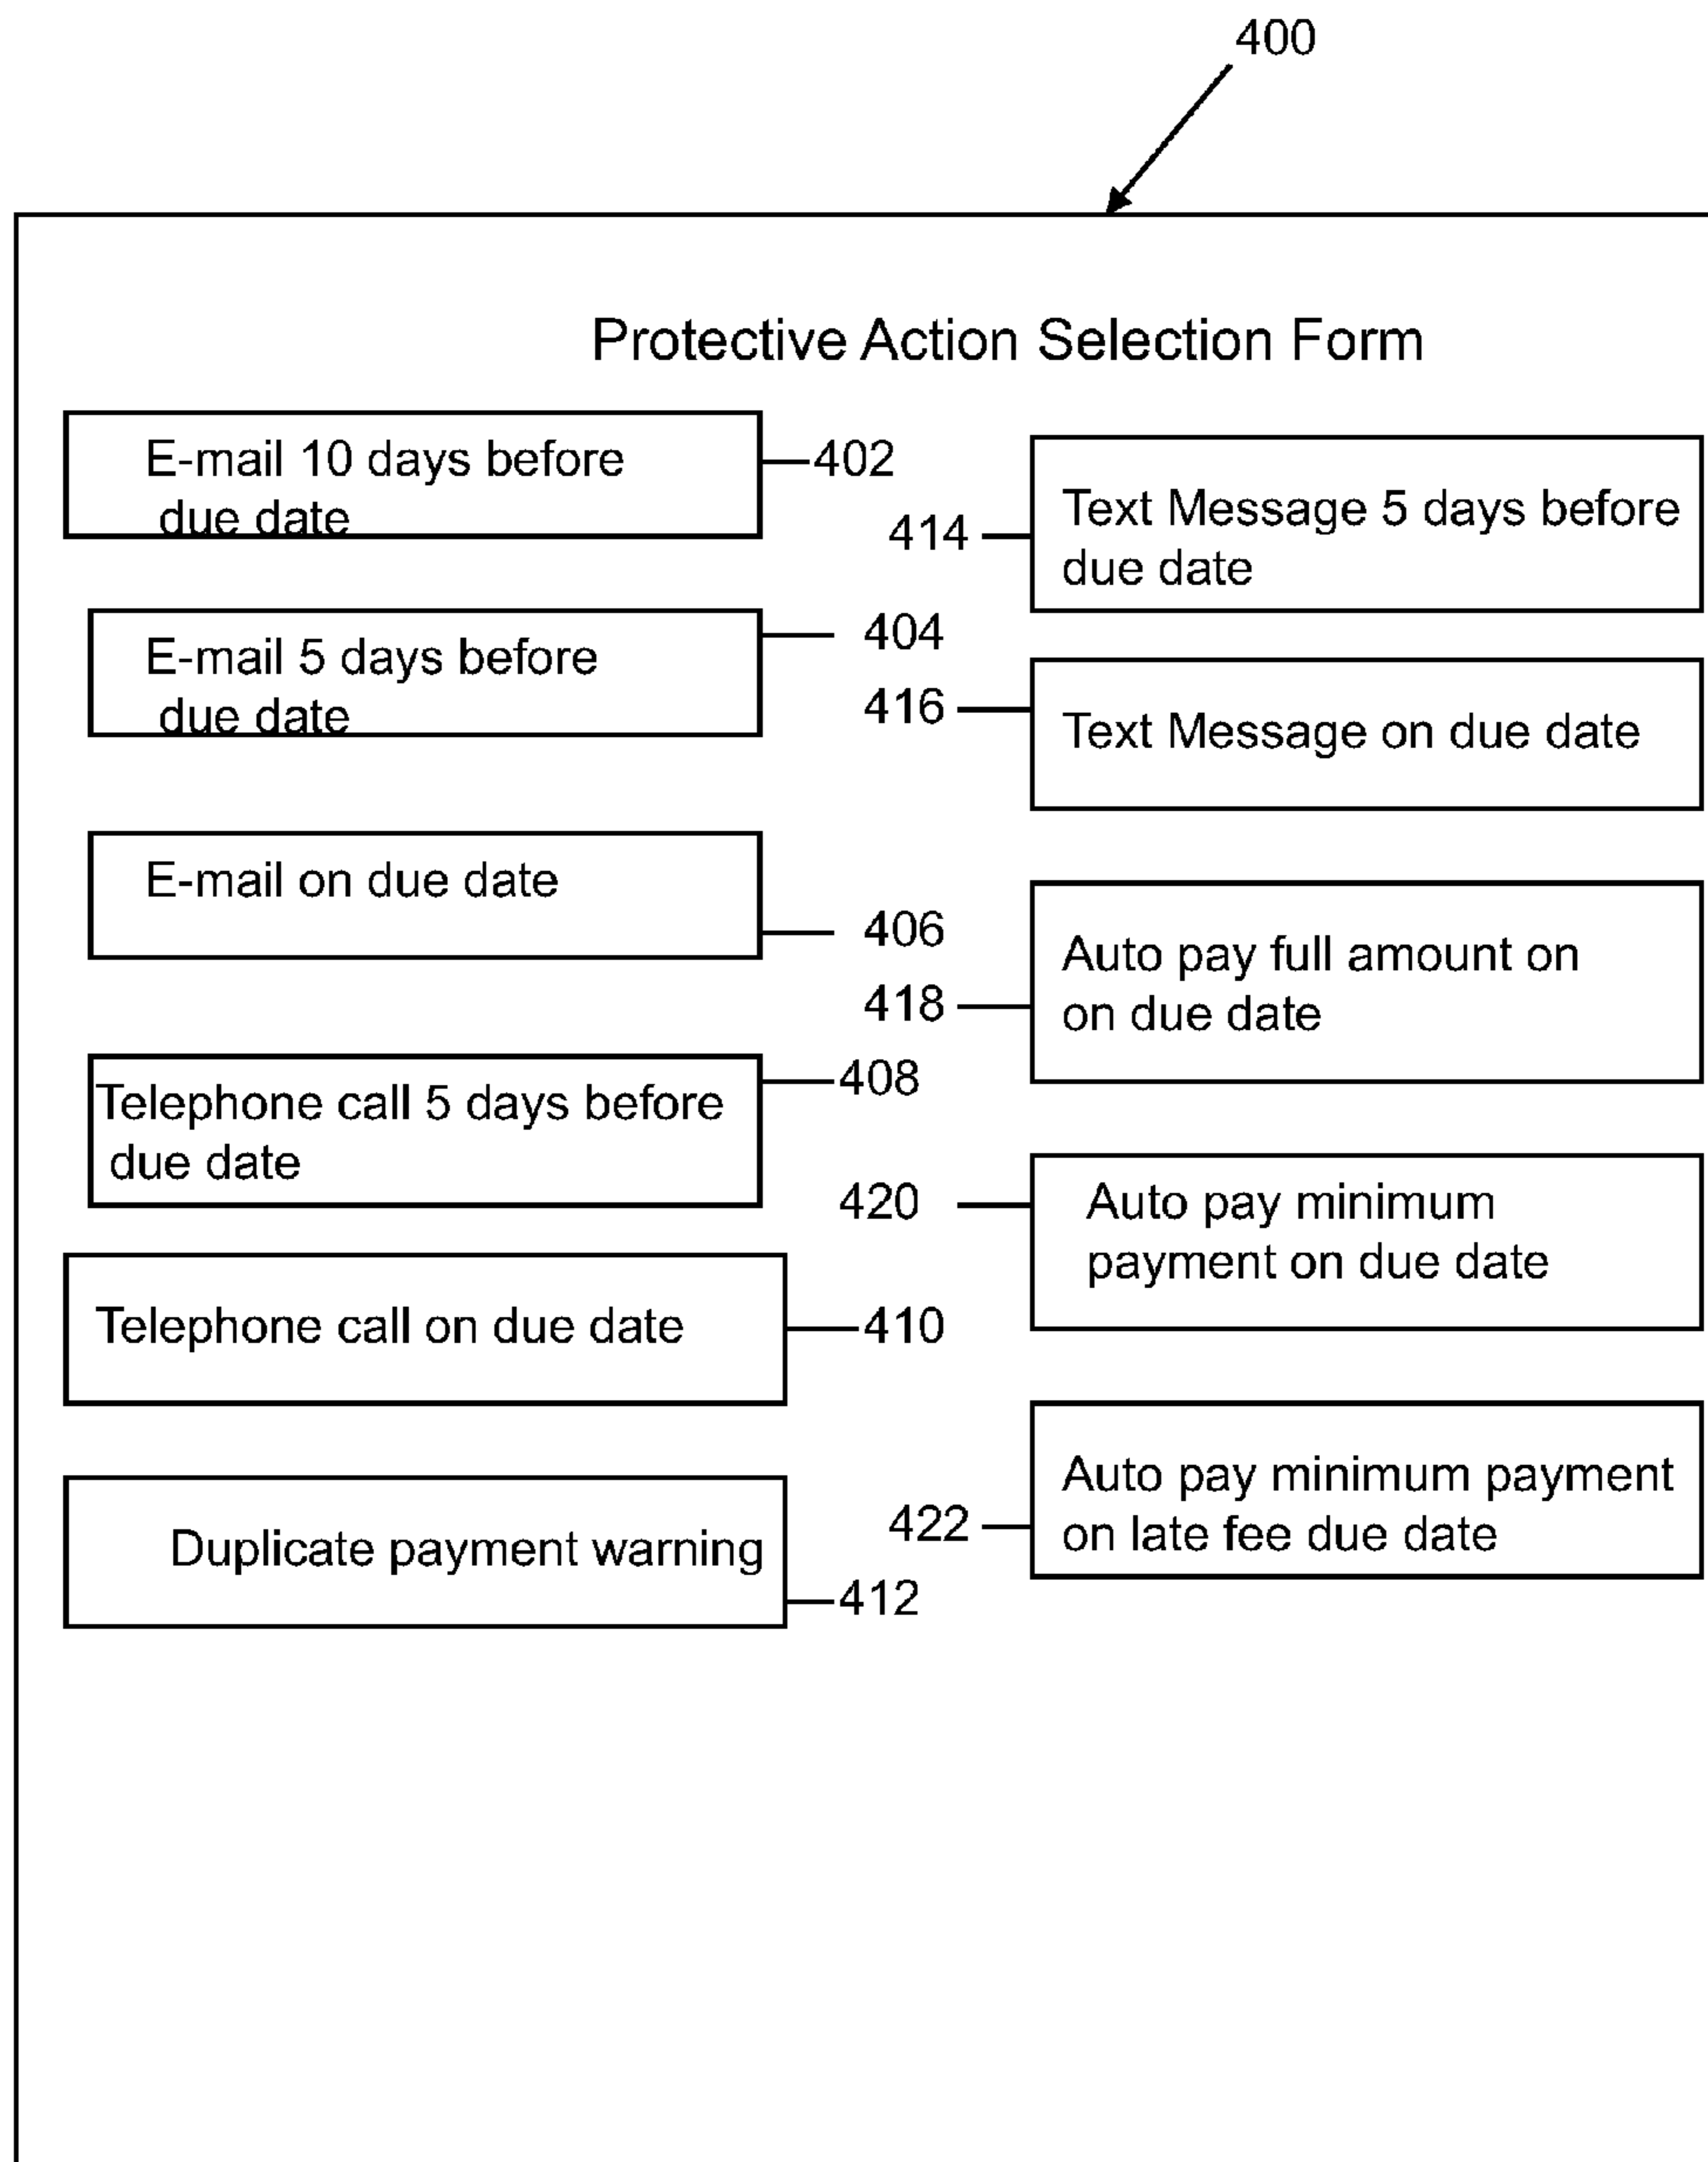 400
Protective Action Selection Form
E-mail 10 days before
due date
402
E-mail 5 days before
due date
404
E-mail on due date
406
Telephone call 5 days before
due date
408
Telephone call on due date
410
Duplicate payment warning
412
414
Text Message 5 days before
due date
416
Text Message on due date
418
Auto pay full amount on
on due date
420
Auto pay minimum
payment on due date
422
Auto pay minimum payment
on late fee due date